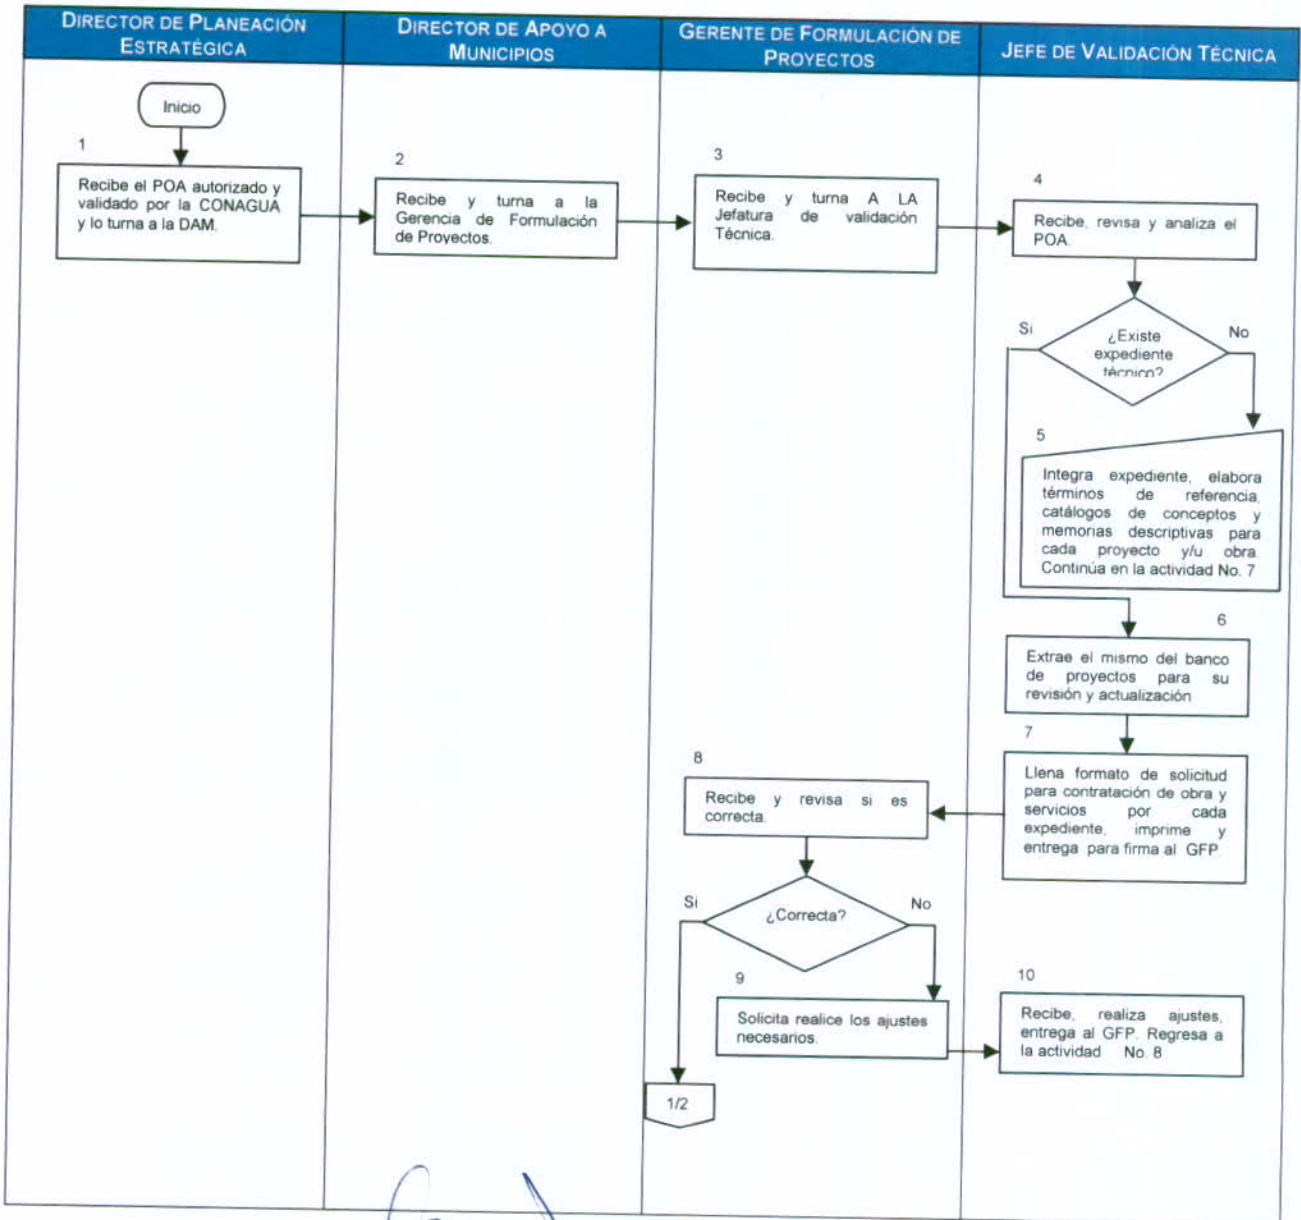 DIRECTOR DE PLANEACIÓN
ESTRATÉGICA
DIRECTOR DE APOYO A
MUNICIPIOS
GERENTE DE FORMULACIÓN DE
PROYECTOS
JEFE DE VALIDACIÓN TÉCNICA
Inicio
1
Recibe el POA autorizado y
validado por la CONAGUA
y lo turna a la DAM.
2
Recibe y turna a la
Gerencia de Formulación
de Proyectos.
3
Recibe y turna A LA
Jefatura de validación
Técnica.
4
Recibe, revisa y analiza el
POA.
Si
¿Existe
expediente
técnico?
No
5
Integra expediente, elabora
términos de referencia,
catálogos de conceptos y
memorias descriptivas para
cada proyecto y/u obra.
Continúa en la actividad No. 7
6
Extrae el mismo del banco
de proyectos para su
revisión y actualización
7
Llena formato de solicitud
para contratación de obra y
servicios por cada
expediente, imprime y
entrega para firma al GFP.
8
Recibe y revisa si es
correcta.
Si
¿Correcta?
No
9
Solicita realice los ajustes
necesarios.
10
Recibe, realiza ajustes,
entrega al GFP. Regresa a
la actividad No. 8
1/2